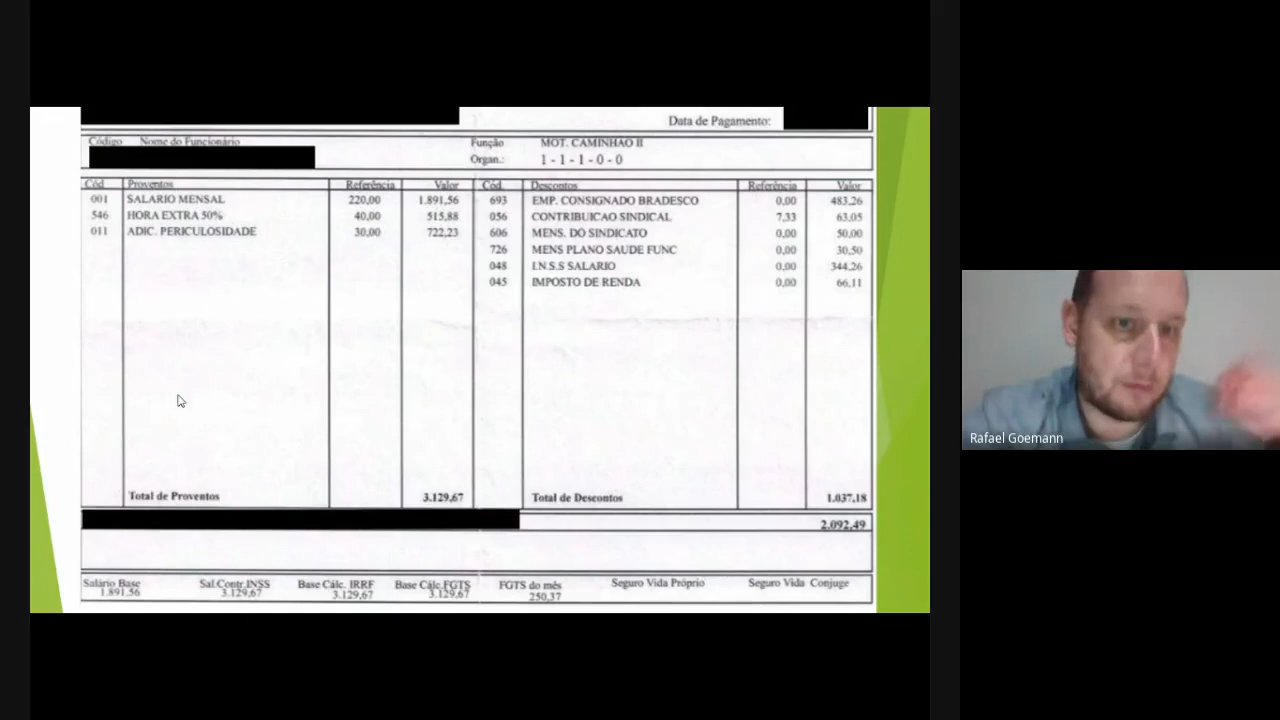 Data de Pagamento:
Código Nome do Funcionário Função MOT. CAMINHAO II
Organ.: 1 - 1 - 1 - 0 - 0
Cód Proventos Referência Valor Cód. Descontos Referência Valor
001 SALARIO MENSAL 220,00 1.891,56 693 EMP. CONSIGNADO BRADESCO 0,00 483,26
546 HORA EXTRA 50% 40,00 515,88 056 CONTRIBUICAO SINDICAL 7,33 63,05
011 ADIC. PERICULOSIDADE 30,00 722,23 606 MENS. DO SINDICATO 0,00 50,00
726 MENS PLANO SAUDE FUNC 0,00 30,50
048 I.N.S.S SALARIO 0,00 344,26
045 IMPOSTO DE RENDA 0,00 66,11
Total de Proventos 3.129,67 Total de Descontos 1.037,18
2.092,49
Salário Base Sal.Contr.INSS Base Cálc. IRRF Base Cálc.FGTS FGTS do mês Seguro Vida Próprio Seguro Vida Conjuge
1.891,56 3.129,67 3.129,67 3.129,67 250,37
Rafael Goemann